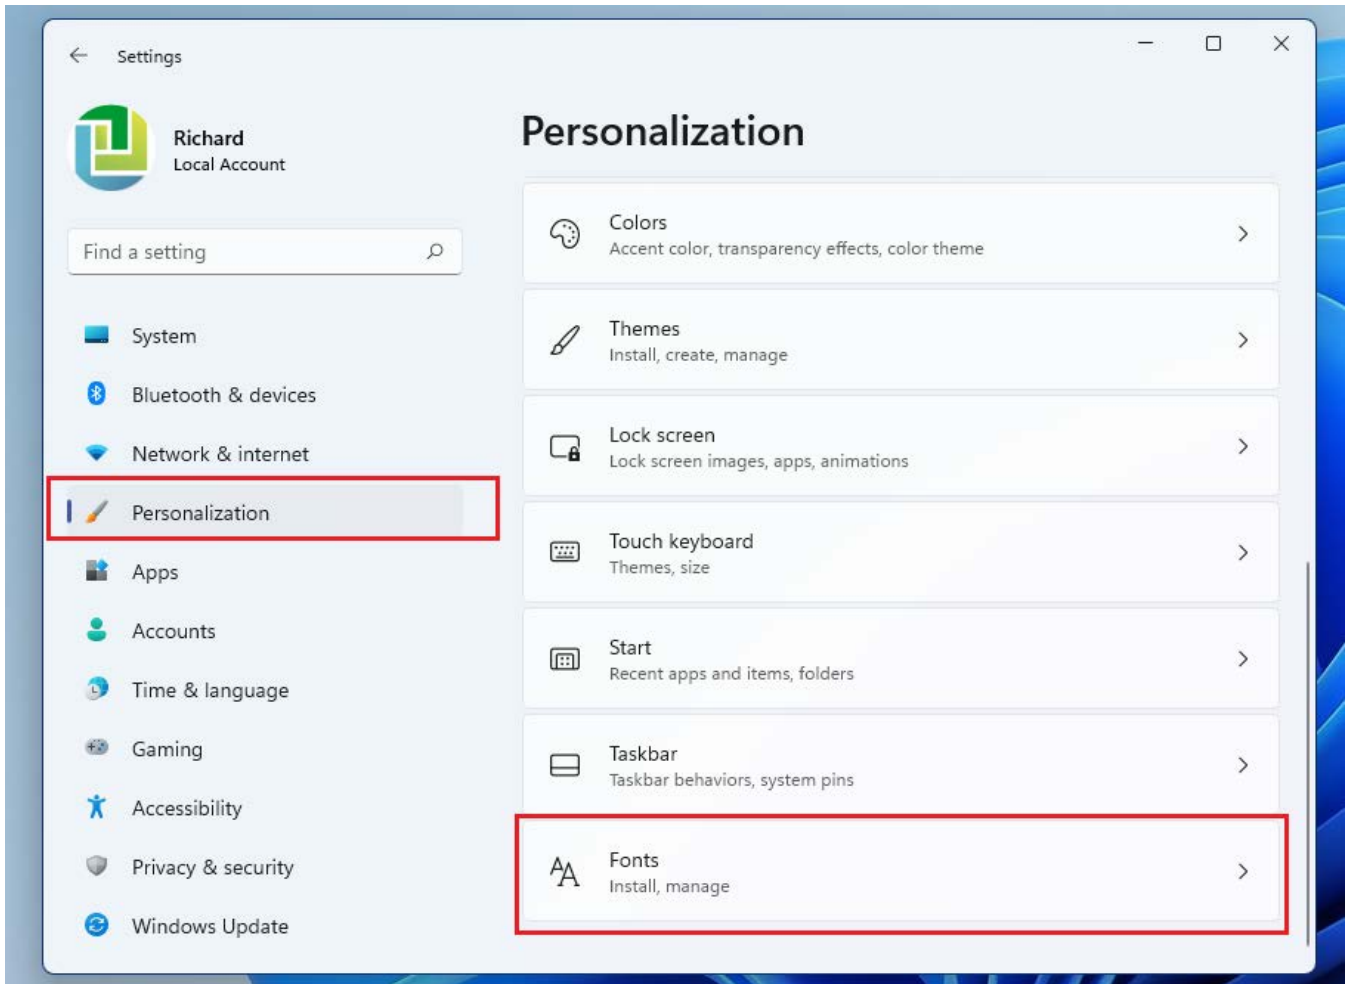 Settings
Richard
Local Account
Find a setting
System
Bluetooth & devices
Network & internet
Personalization
Apps
Accounts
Time & language
Gaming
Accessibility
Privacy & security
Windows Update
Personalization
Colors
Accent color, transparency effects, color theme
Themes
Install, create, manage
Lock screen
Lock screen images, apps, animations
Touch keyboard
Themes, size
Start
Recent apps and items, folders
Taskbar
Taskbar behaviors, system pins
Fonts
Install, manage